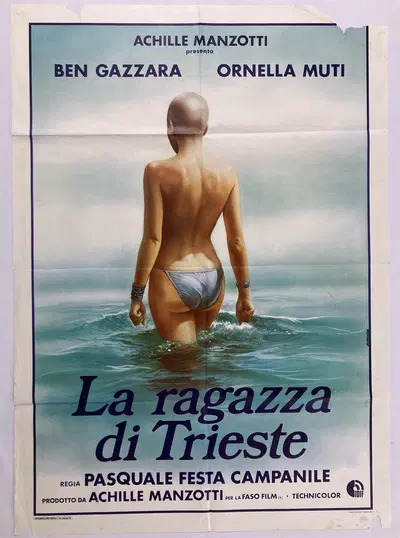 ACHILLE MANZOTTI
presenta
BEN GAZZARA ORNELLA MUTI
La ragazza
di Trieste
REGIA PASQUALE FESTA CAMPANILE
PRODOTTO DA ACHILLE MANZOTTI PER LA FASO FILM • TECHNICOLOR